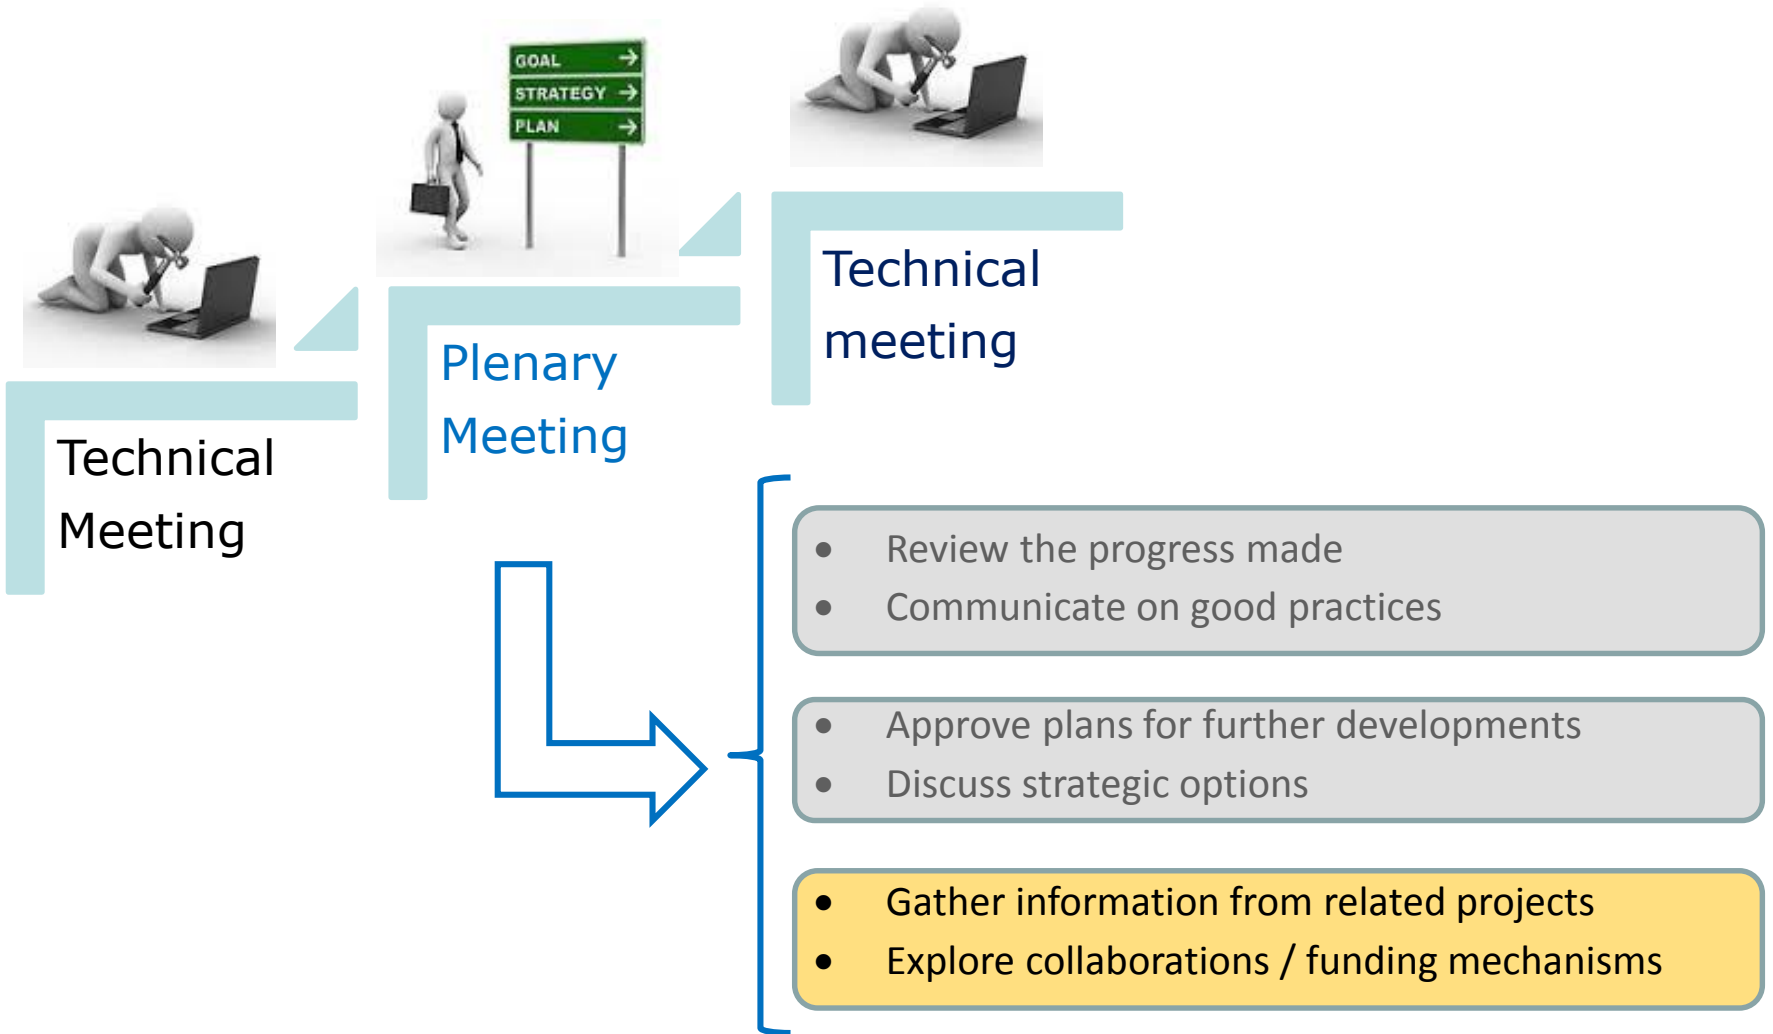 GOAL
STRATEGY
PLAN
Technical
Meeting
Plenary
Meeting
Technical
meeting
• Review the progress made
• Communicate on good practices
• Approve plans for further developments
• Discuss strategic options
• Gather information from related projects
• Explore collaborations / funding mechanisms